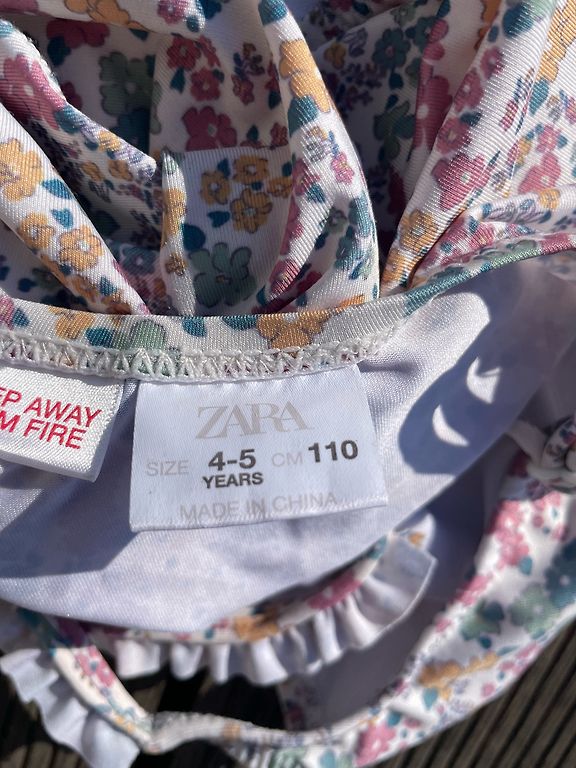 EP AWAY
M FIRE
ZARA
SIZE 4-5 CM 110
YEARS
MADE IN CHINA